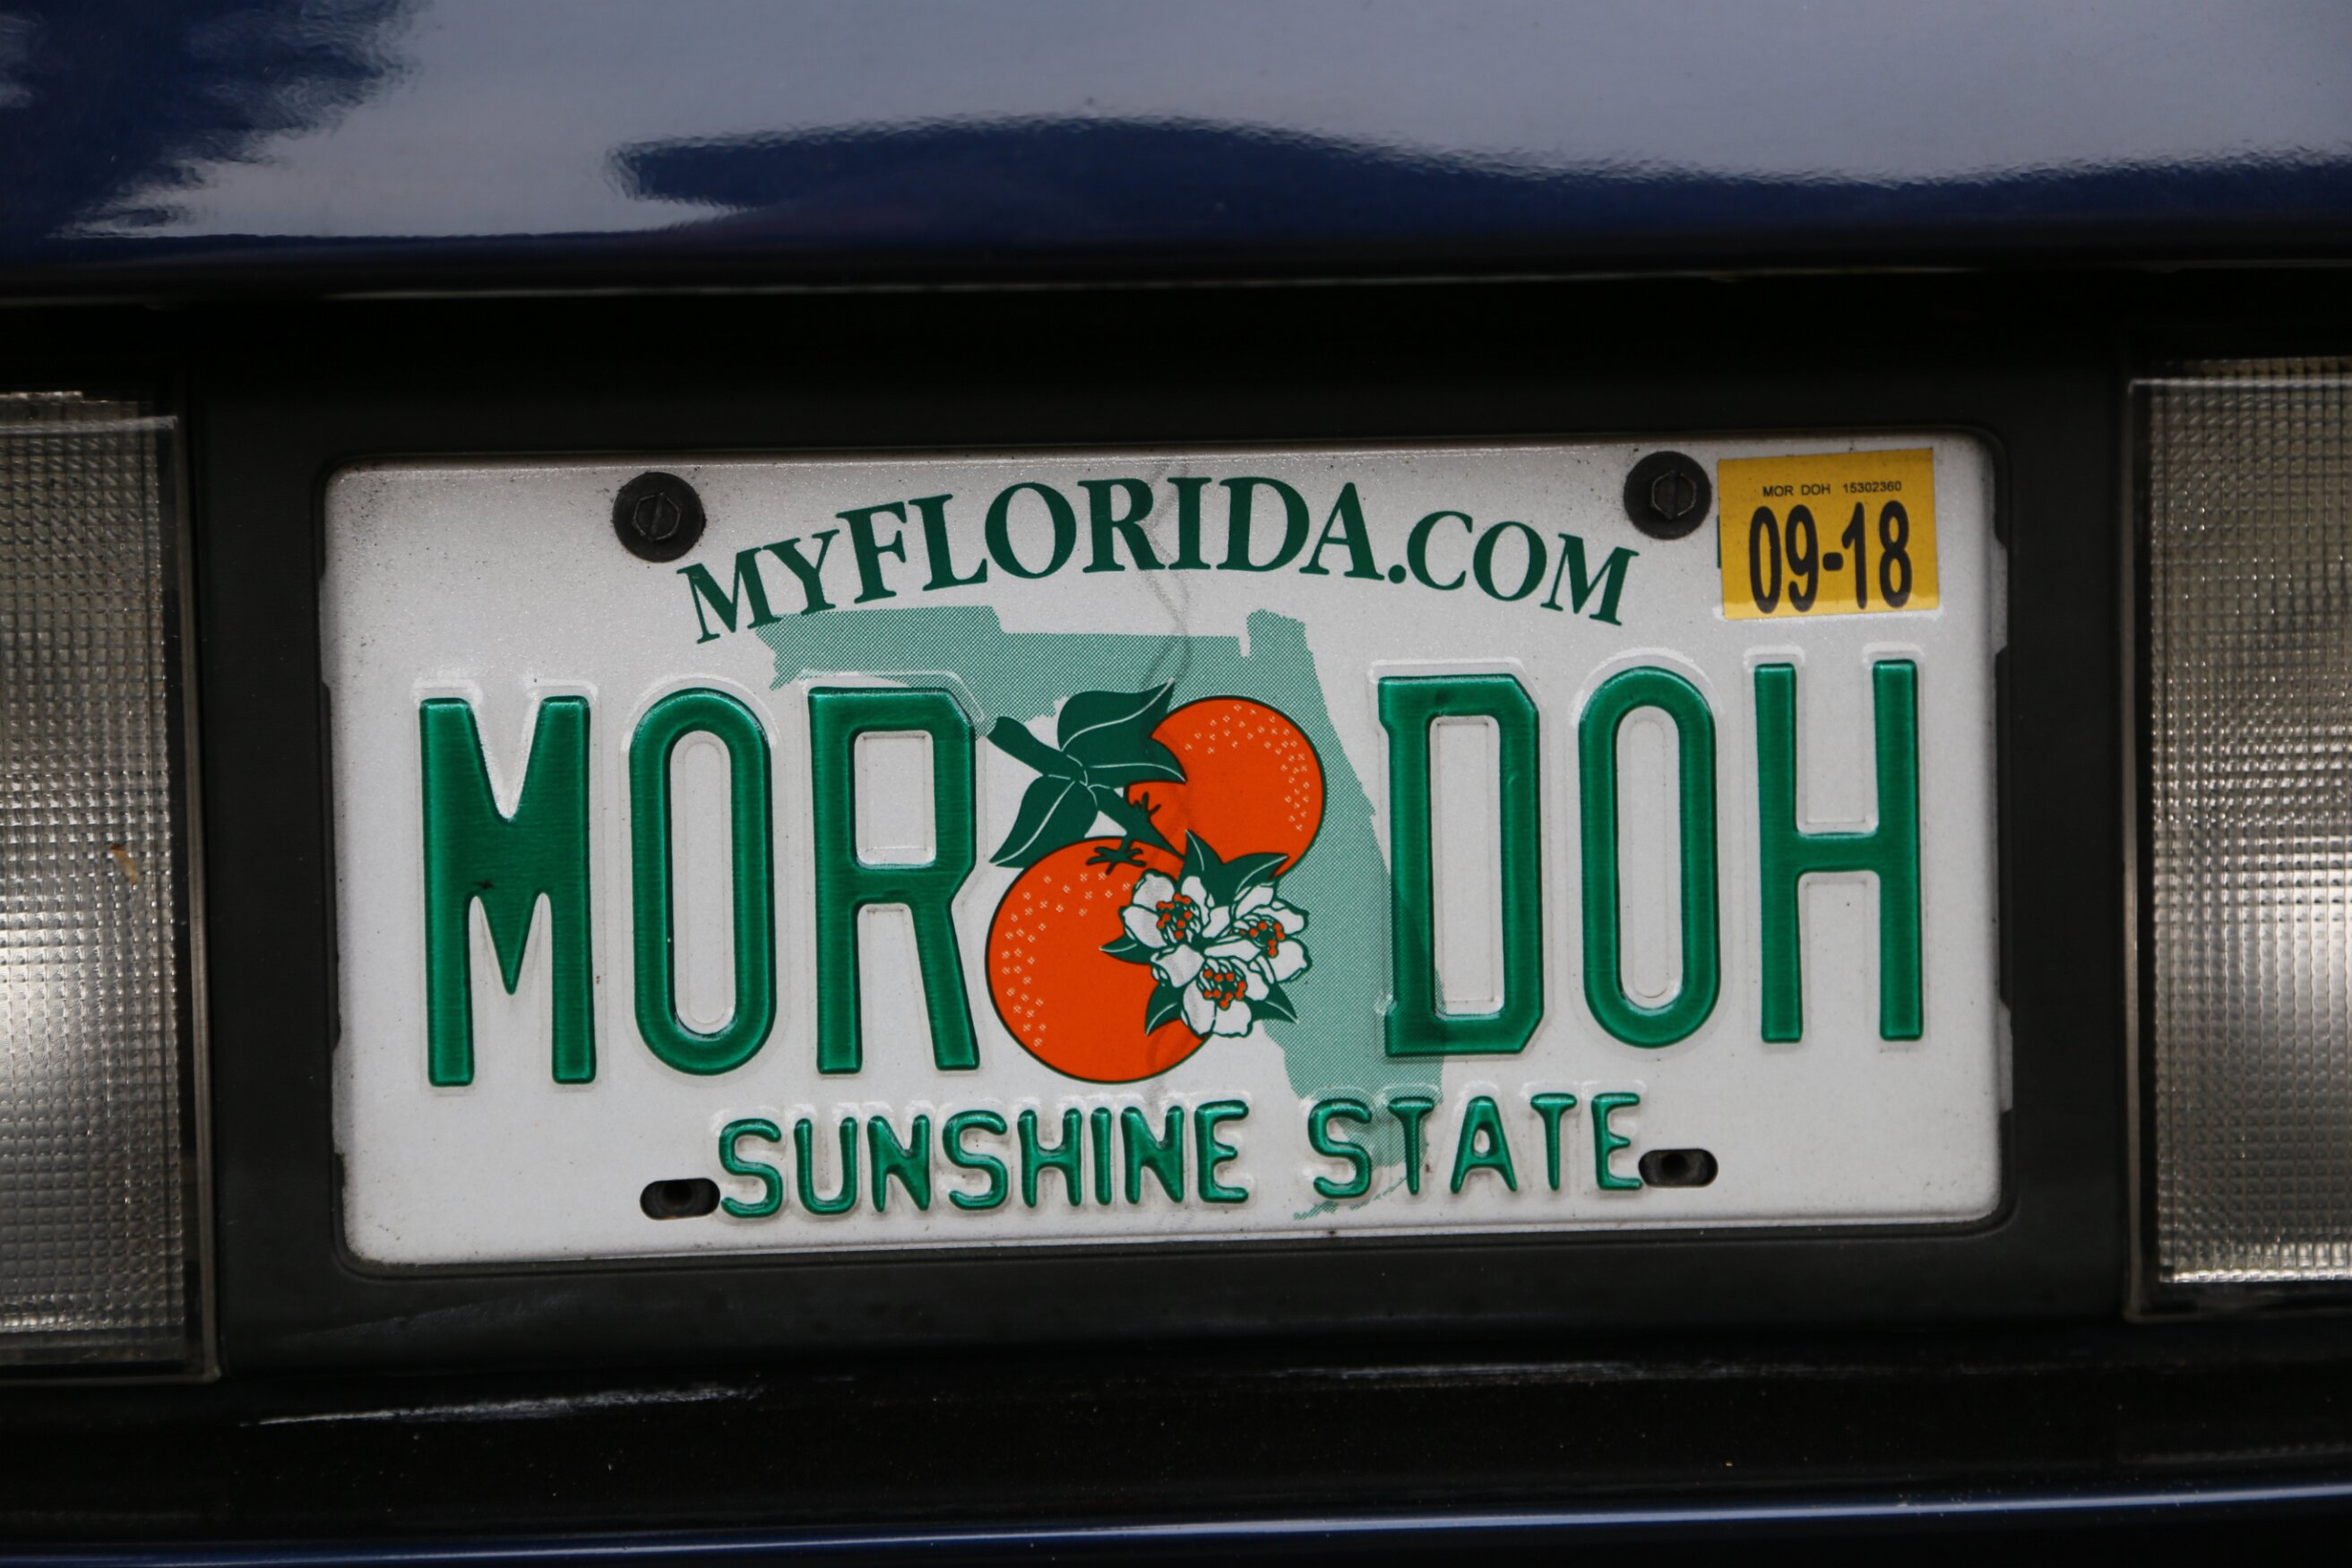 MYFLORIDA.COM
MOR DOH 15302360
09-18
MOR DOH
SUNSHINE STATE